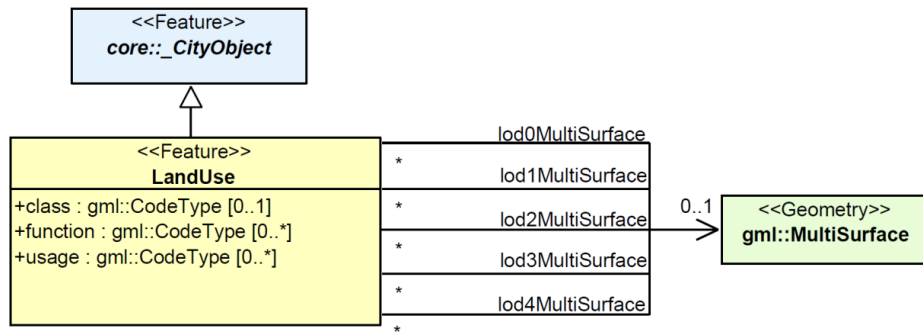 <<Feature>>
core::_CityObject
<<Feature>>
LandUse
+class : gml::CodeType [0..1]
+function : gml::CodeType [0..*]
+usage : gml::CodeType [0..*]
lod0MultiSurface
*
lod1MultiSurface
*
lod2MultiSurface
*
lod3MultiSurface
*
lod4MultiSurface
*
0..1
<<Geometry>>
gml::MultiSurface